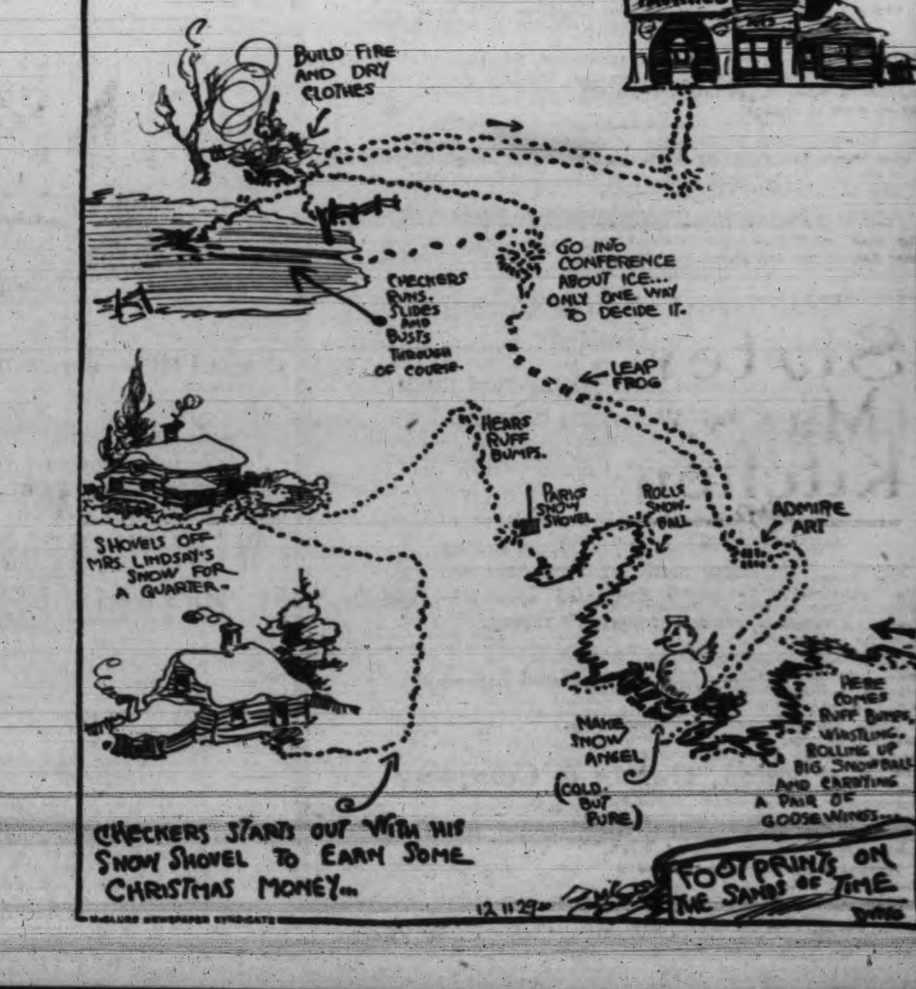 BUILD FIRE
AND DRY
CLOTHES
GO INTO
CONFERENCE
ABOUT ICE...
ONLY ONE WAY
TO DECIDE IT.
CHECKERS
RUNS.
SLIDES
AND
BUSTS
THROUGH
OF COURSE.
LEAP
FROG
HEARS
RUFF
BUMPS.
PARKS
SNOW
SHOVEL
ROLLS
SNOW-
BALL
ADMIRE
ART
SHOVELS OFF
MRS. LINDSAY'S
SNOW FOR
A QUARTER.
HERE
COMES
RUFF BUMPS,
WHISTLING.
ROLLING UP
BIG SNOWBALL
AND CARRYING
A PAIR OF
GOOSEWINGS...
MAKE
SNOW
ANGEL
(COLD.
BUT
PURE)
CHECKERS STARTS OUT WITH HIS
SNOW SHOVEL TO EARN SOME
CHRISTMAS MONEY...
FOOTPRINTS ON
THE SANDS OF TIME
12 11 29
McCLURE NEWSPAPER SYNDICATE